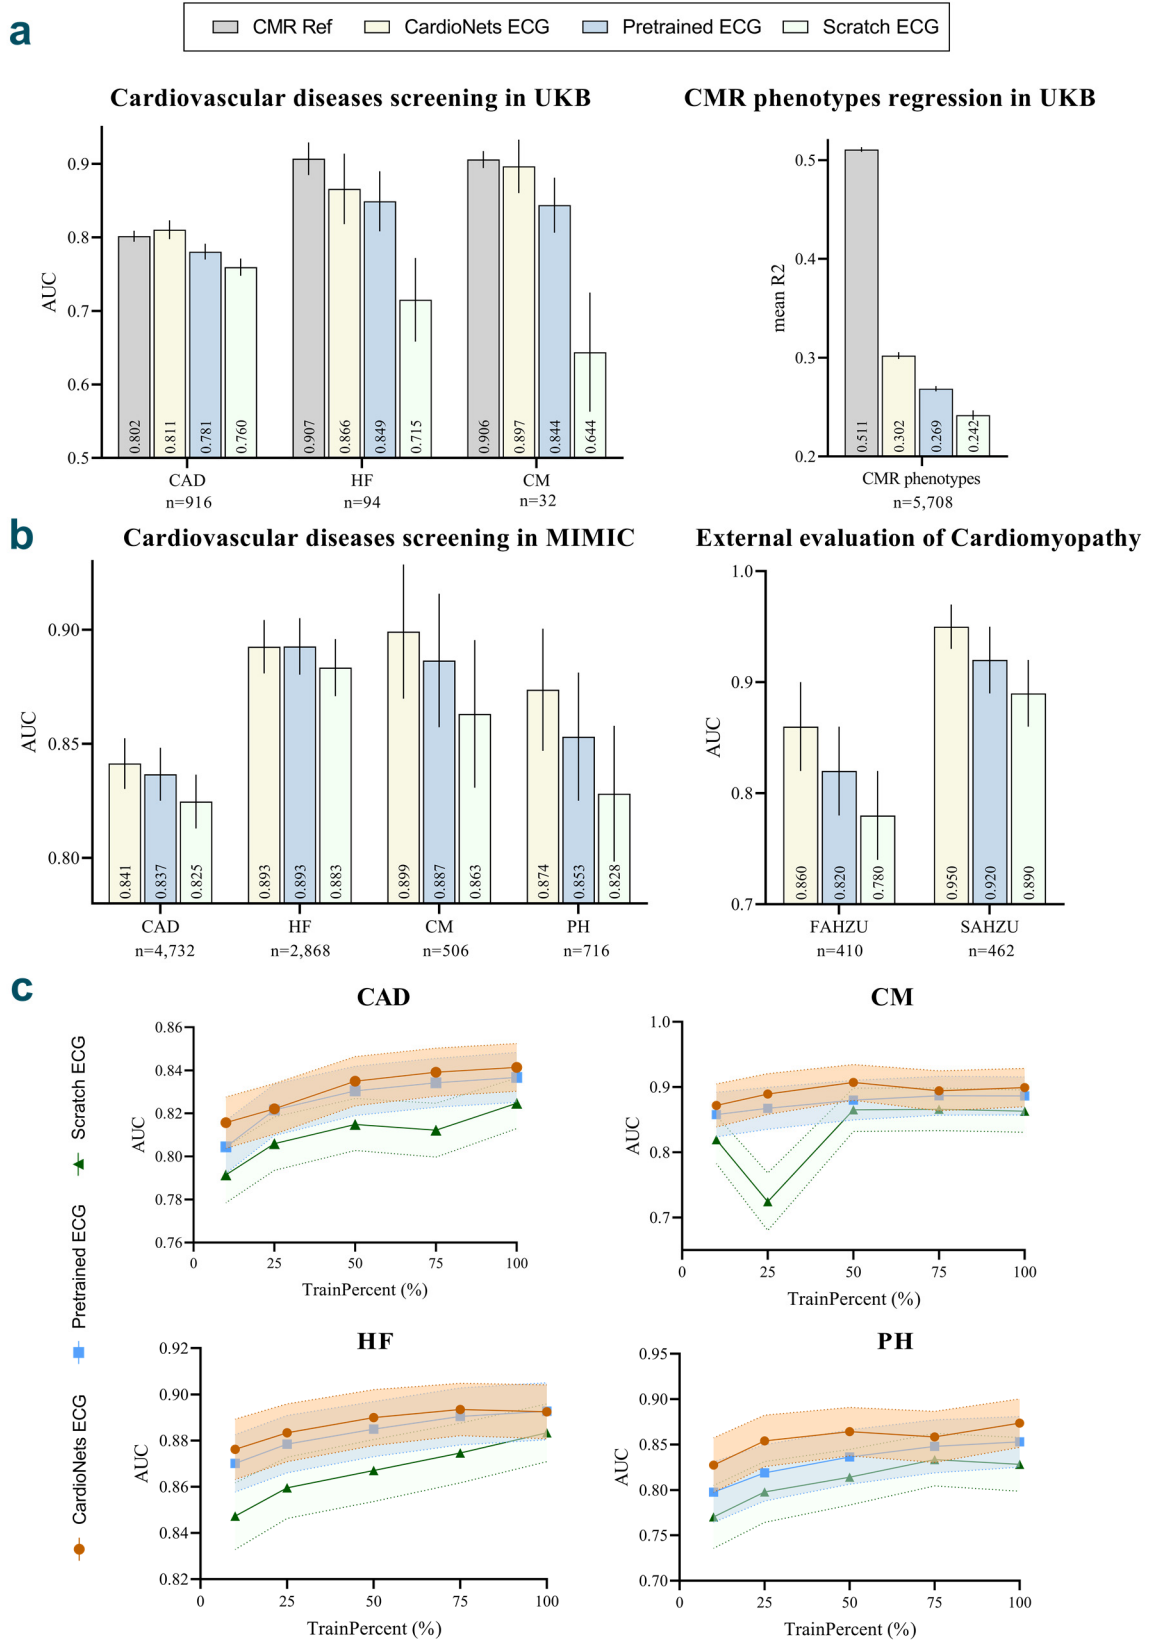 a
CMR Ref CardioNets ECG Pretrained ECG Scratch ECG
Cardiovascular diseases screening in UKB
AUC
0.9
0.8
0.7
0.6
0.5
0.802 0.811 0.781 0.760
0.907 0.866 0.849 0.715
0.906 0.897 0.844 0.644
CAD HF CM
n=916 n=94 n=32
CMR phenotypes regression in UKB
mean R2
0.5
0.4
0.3
0.2
0.511 0.302 0.269 0.242
CMR phenotypes
n=5,708
b
Cardiovascular diseases screening in MIMIC
AUC
0.90
0.85
0.80
0.841 0.837 0.825
0.893 0.893 0.883
0.899 0.887 0.863
0.874 0.853 0.828
CAD HF CM PH
n=4,732 n=2,868 n=506 n=716
External evaluation of Cardiomyopathy
AUC
1.0
0.9
0.8
0.7
0.860 0.820 0.780
0.950 0.920 0.890
FAHZU SAHZU
n=410 n=462
c
CardioNets ECG Pretrained ECG Scratch ECG
CAD
AUC
0.86
0.84
0.82
0.80
0.78
0.76
0 25 50 75 100
TrainPercent (%)
CM
AUC
1.0
0.9
0.8
0.7
0 25 50 75 100
TrainPercent (%)
HF
AUC
0.92
0.90
0.88
0.86
0.84
0.82
0 25 50 75 100
TrainPercent (%)
PH
AUC
0.95
0.90
0.85
0.80
0.75
0.70
0 25 50 75 100
TrainPercent (%)